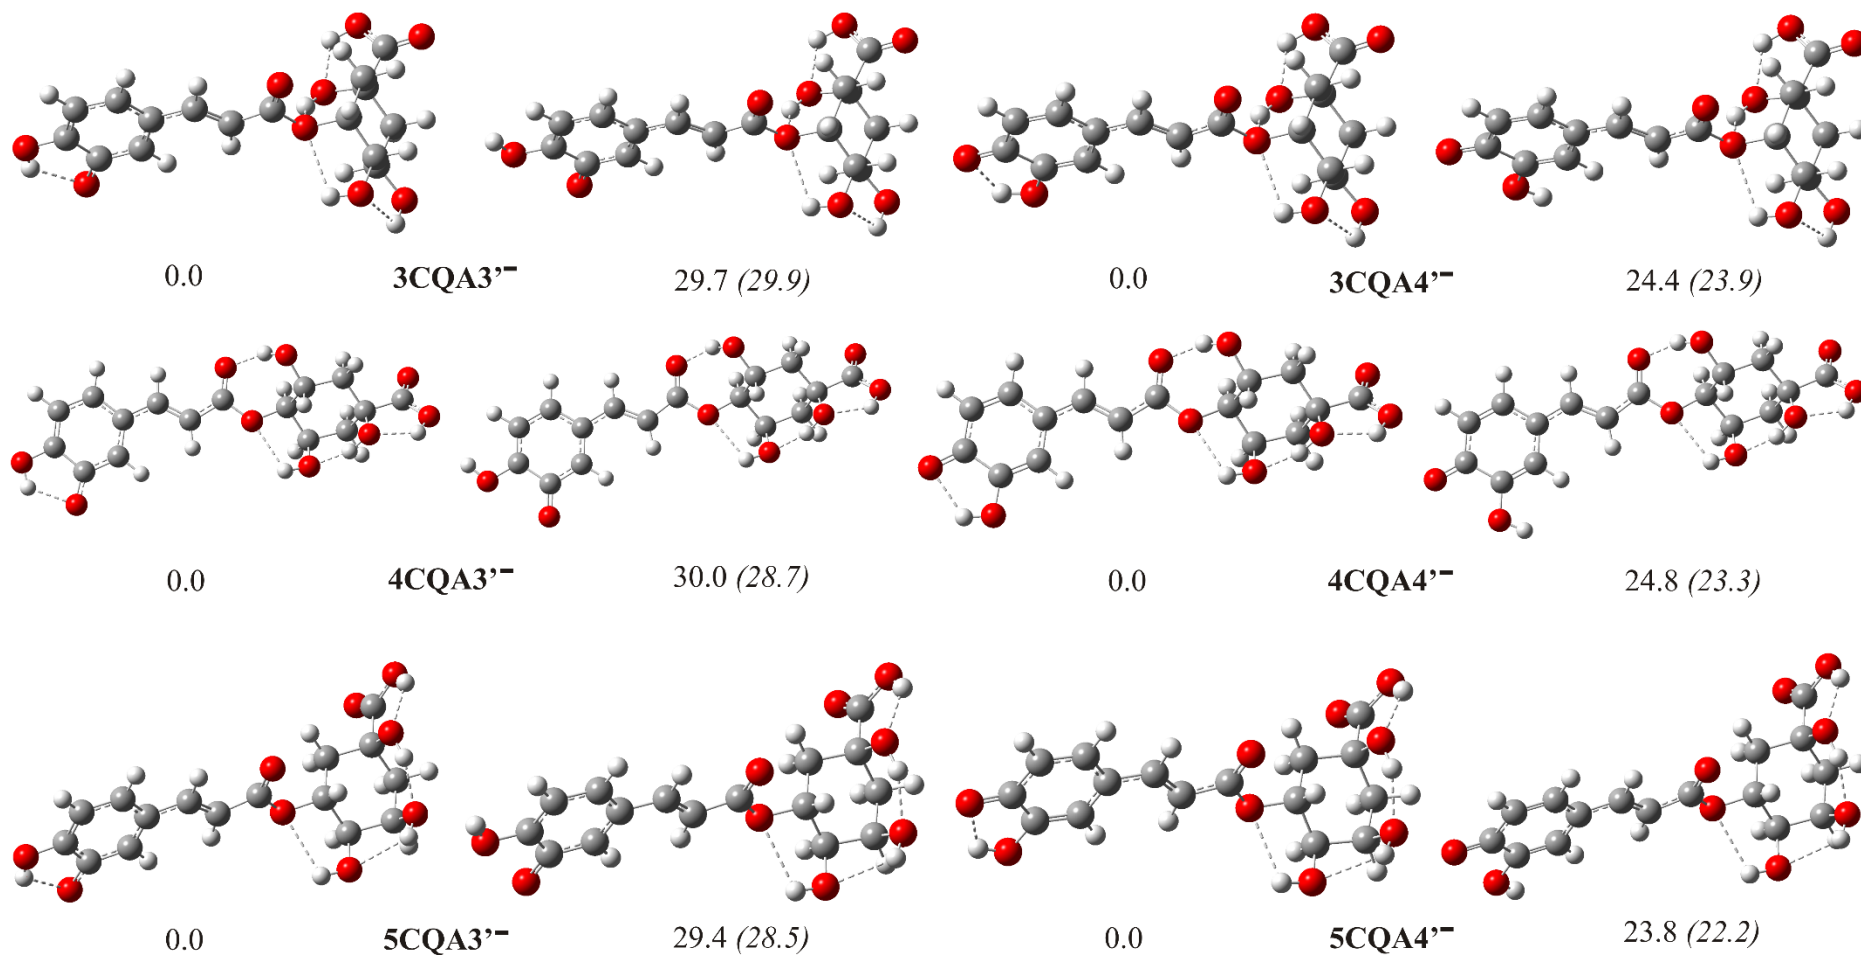 0.0 3CQA3’⁻ 29.7 (29.9) 0.0 3CQA4’⁻ 24.4 (23.9)
0.0 4CQA3’⁻ 30.0 (28.7) 0.0 4CQA4’⁻ 24.8 (23.3)
0.0 5CQA3’⁻ 29.4 (28.5) 0.0 5CQA4’⁻ 23.8 (22.2)